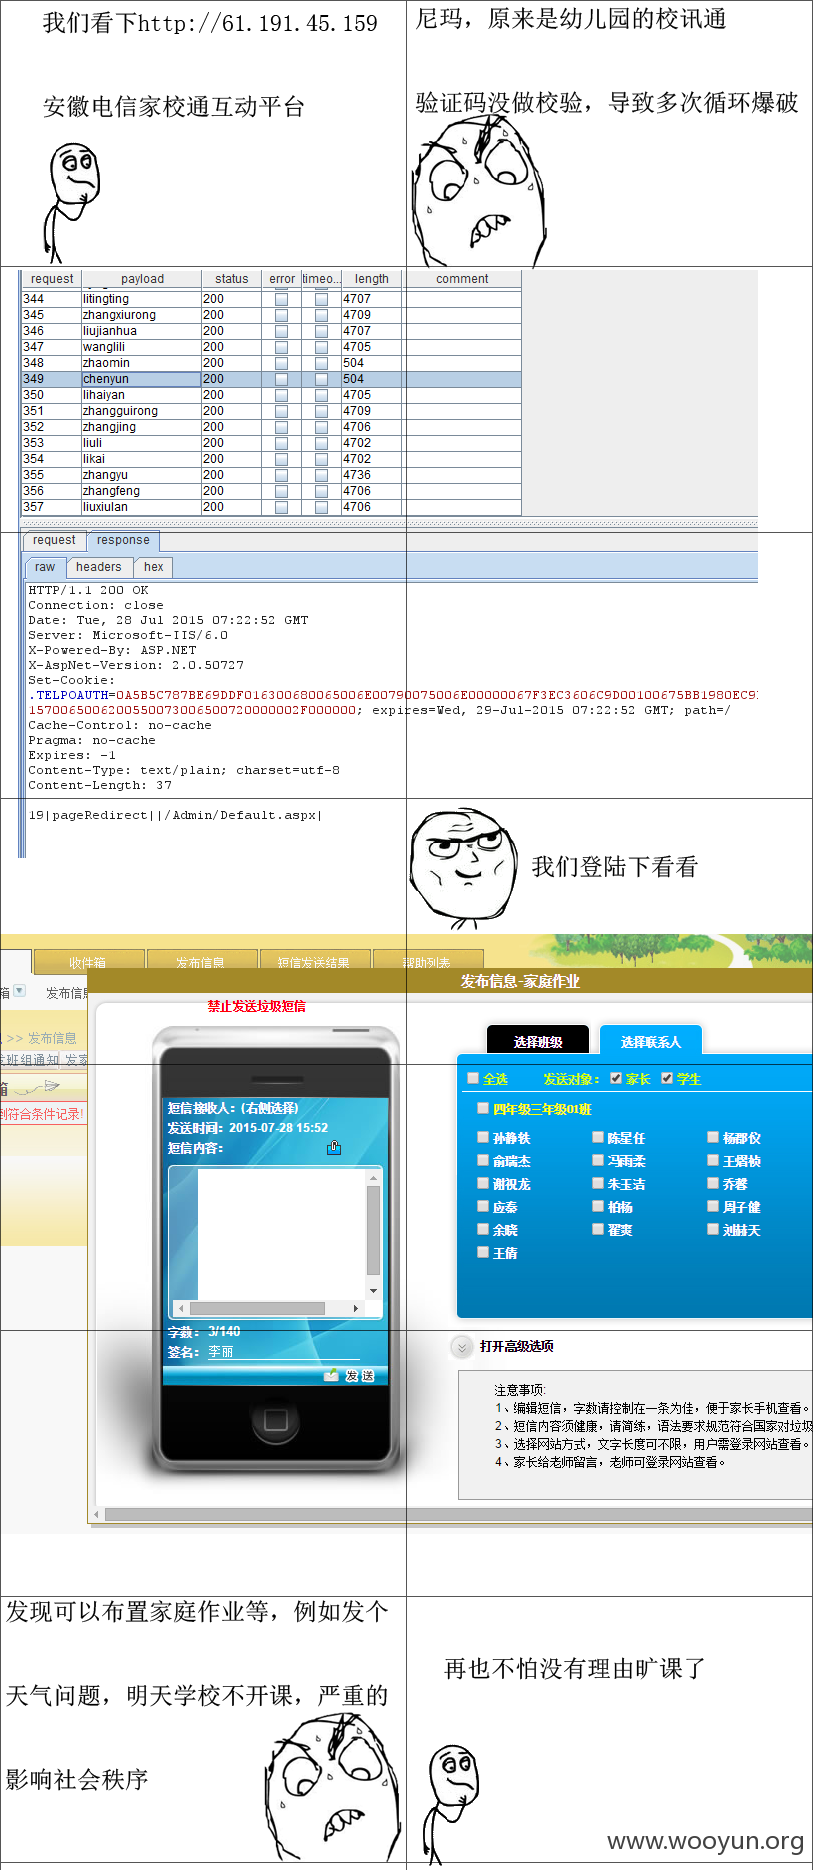 我们看下http://61.191.45.159
安徽电信家校通互动平台
尼玛，原来是幼儿园的校讯通
验证码没做校验，导致多次循环爆破
request payload status error timeo... length comment
344 litingting 200 4707
345 zhangxiurong 200 4709
346 liujianhua 200 4707
347 wanglili 200 4705
348 zhaomin 200 504
349 chenyun 200 504
350 lihaiyan 200 4705
351 zhangguirong 200 4709
352 zhangjing 200 4706
353 liuli 200 4702
354 likai 200 4702
355 zhangyu 200 4736
356 zhangfeng 200 4706
357 liuxiulan 200 4706
request response
raw headers hex
HTTP/1.1 200 OK
Connection: close
Date: Tue, 28 Jul 2015 07:22:52 GMT
Server: Microsoft-IIS/6.0
X-Powered-By: ASP.NET
X-AspNet-Version: 2.0.50727
Set-Cookie:
.TELPOAUTH=0A5B5C787BE69DDF016300680065006E00790075006E00000067F3EC3606C9D00100675BB1980EC9
1570065006200550073006500720000002F000000; expires=Wed, 29-Jul-2015 07:22:52 GMT; path=/
Cache-Control: no-cache
Pragma: no-cache
Expires: -1
Content-Type: text/plain; charset=utf-8
Content-Length: 37
19|pageRedirect||/Admin/Default.aspx|
我们登陆下看看
收件箱 发布信息 短信发送结果 帮助列表
发布信息-家庭作业
箱 发布信息
禁止发送垃圾短信
>> 发布信息
班组通知 发家
箱
到符合条件记录!
选择班级 选择联系人
全选 发送对象： 家长 学生
四年级三年级01班
短信接收人：(右侧选择)
发送时间：2015-07-28 15:52
短信内容：
孙静轶 陈星任 杨郡仪
俞瑞杰 冯雨柔 王熠祯
谢祝龙 朱玉洁 乔蓉
应秦 柏杨 周子健
余晓 翟爽 刘赫天
王倩
字数： 3/140
签名： 李丽
发 送
打开高级选项
注意事项:
1、编辑短信，字数请控制在一条为佳，便于家长手机查看。
2、短信内容须健康，请简练，语法要求规范符合国家对垃圾
3、选择网站方式，文字长度可不限，用户需登录网站查看。
4、家长给老师留言，老师可登录网站查看。
发现可以布置家庭作业等，例如发个
天气问题，明天学校不开课，严重的
影响社会秩序
再也不怕没有理由旷课了
www.wooyun.org